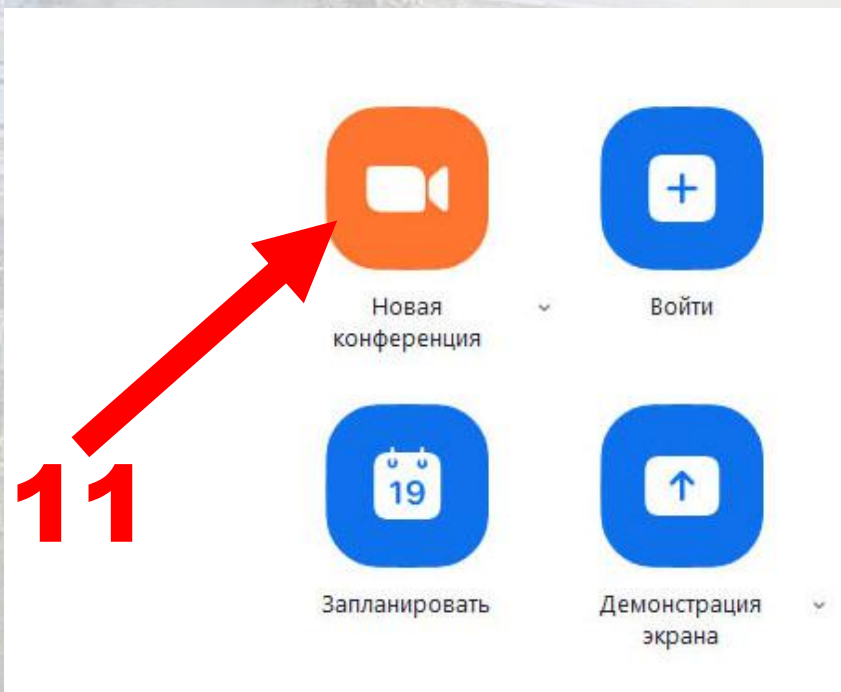 Новая
конференция
Войти
11
19
Запланировать
Демонстрация
экрана